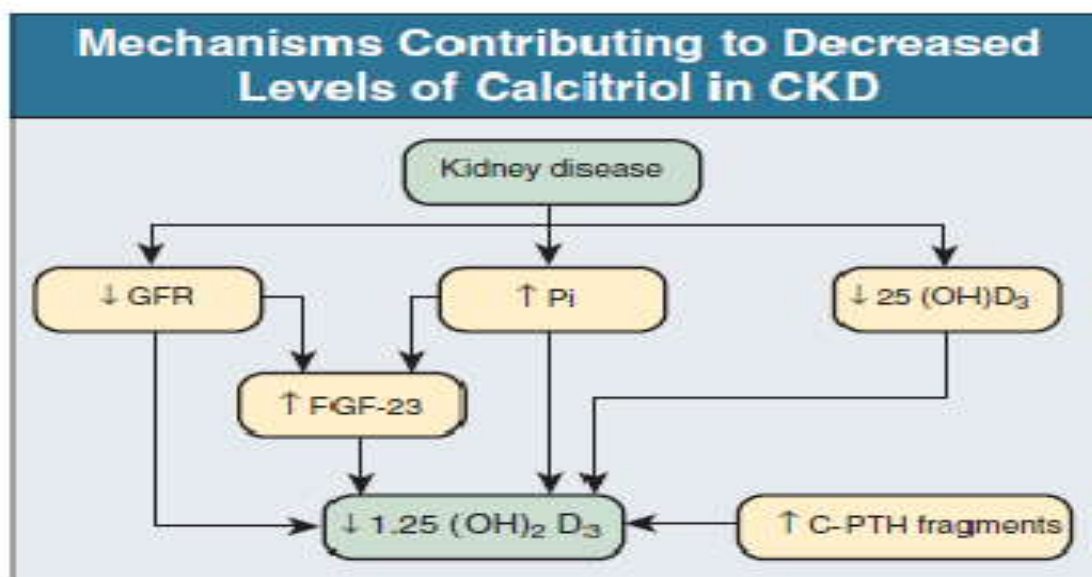 Mechanisms Contributing to Decreased
Levels of Calcitriol in CKD
Kidney disease
↓ GFR
↑ Pi
↓ 25 (OH)D₃
↑ FGF-23
↓ 1.25 (OH)₂ D₃
↑ C-PTH fragments